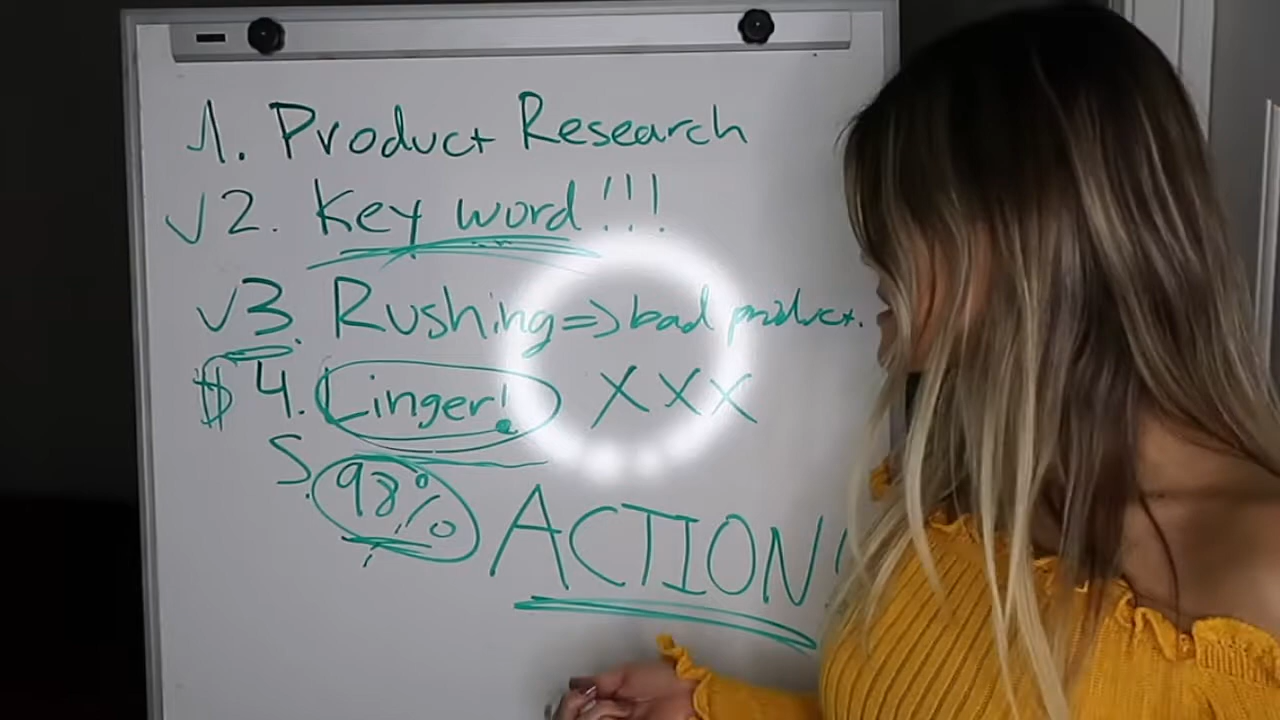 1. Product Research
√2. Key word!!!
√3. Rushing => bad product.
$ 4. Linger! XXX
5. 98% ACTION!